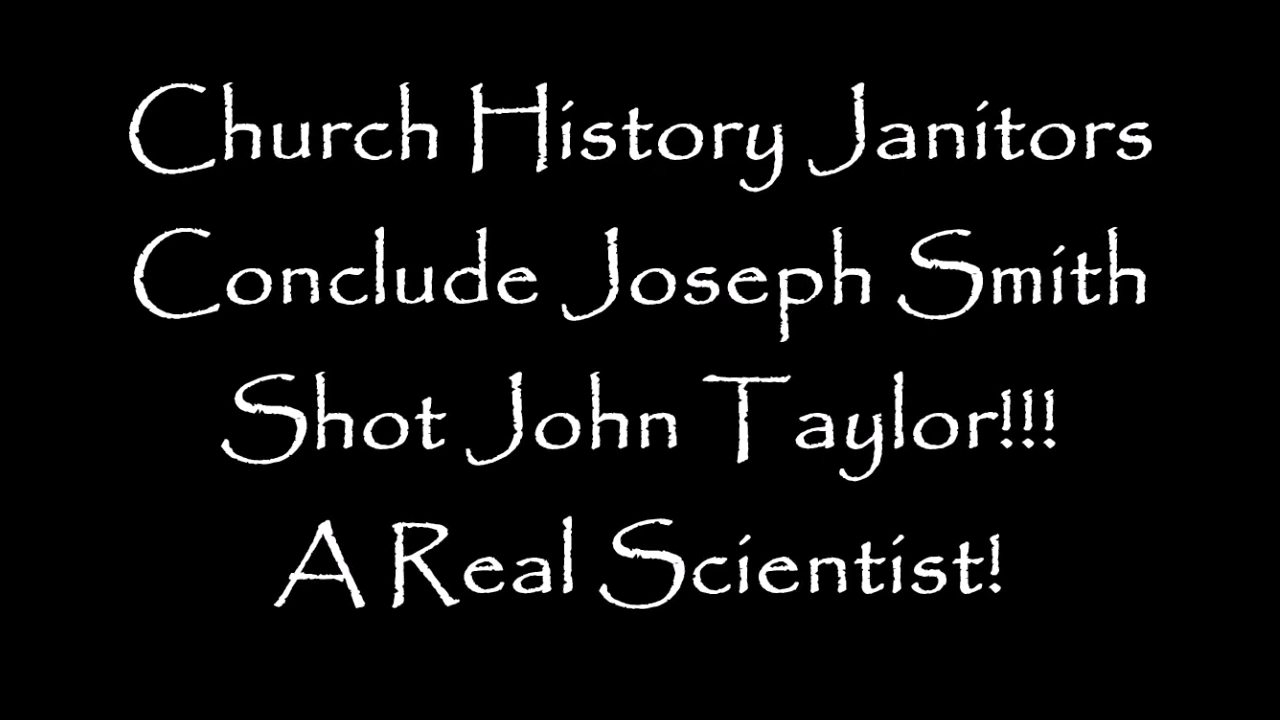 Church History Janitors
Conclude Joseph Smith
Shot John Taylor!!!
A Real Scientist!